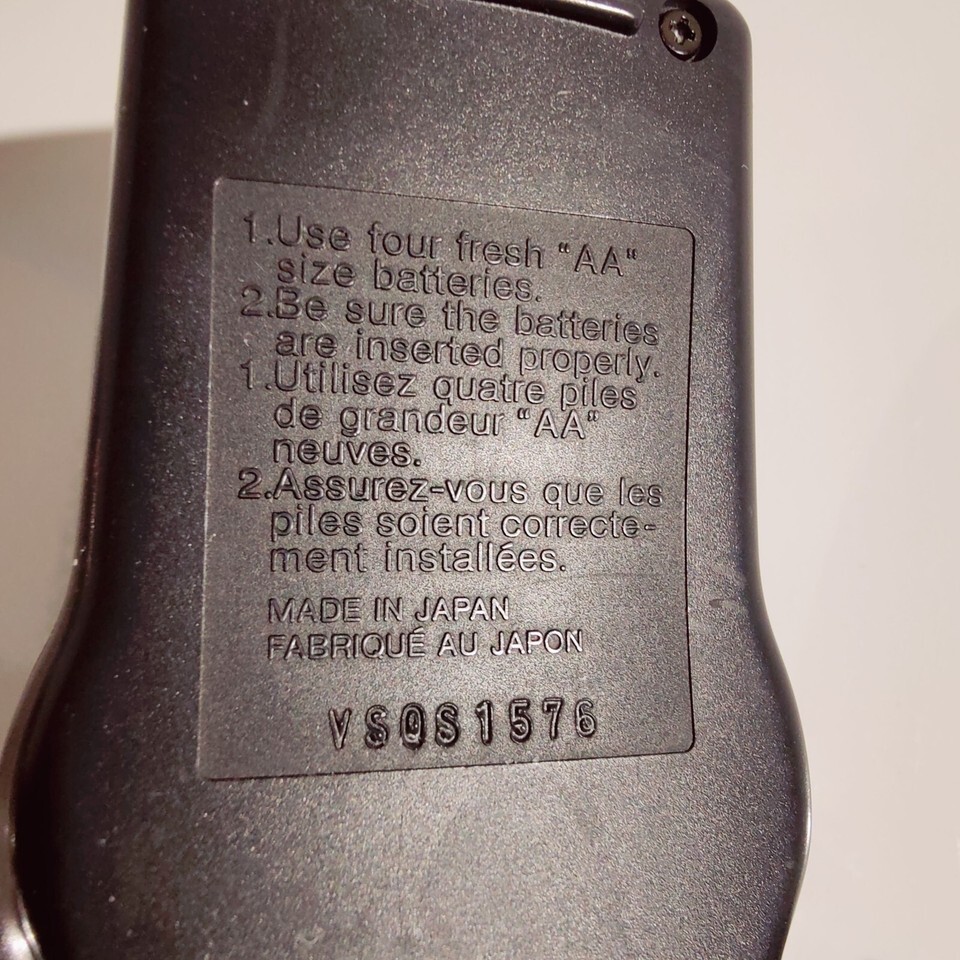 1.Use four fresh "AA"
size batteries.
2.Be sure the batteries
are inserted properly.
1.Utilisez quatre piles
de grandeur "AA"
neuves.
2.Assurez-vous que les
piles soient correcte-
ment installées.
MADE IN JAPAN
FABRIQUÉ AU JAPON
VSQS1576